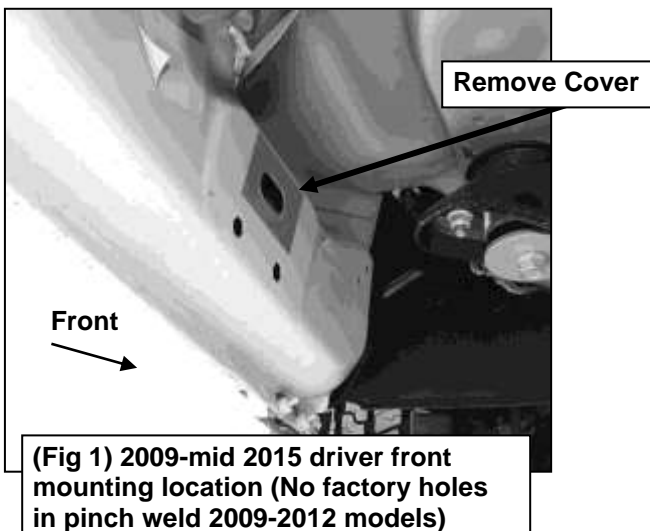 Remove Cover
Front
(Fig 1) 2009-mid 2015 driver front
mounting location (No factory holes
in pinch weld 2009-2012 models)